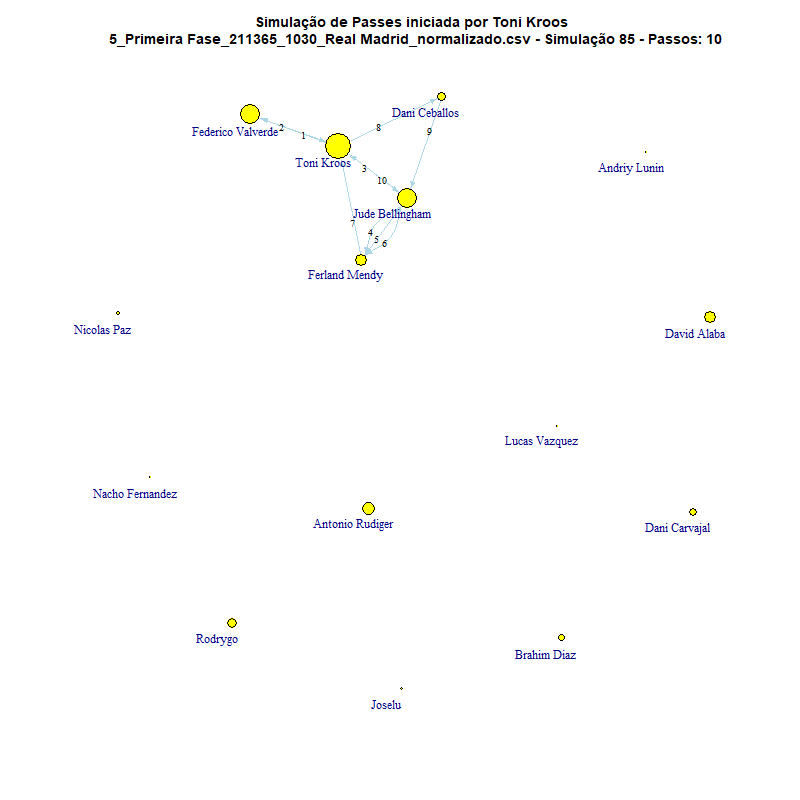 Simulação de Passes iniciada por Toni Kroos
5_Primeira Fase_211365_1030_Real Madrid_normalizado.csv - Simulação 85 - Passos: 10
Dani Ceballos
8
2
Federico Valverde
1
9
Toni Kroos
3
Andriy Lunin
10
Jude Bellingham
7
4
5
6
Ferland Mendy
Nicolas Paz
David Alaba
Lucas Vazquez
Nacho Fernandez
Antonio Rudiger
Dani Carvajal
Rodrygo
Brahim Diaz
Joselu